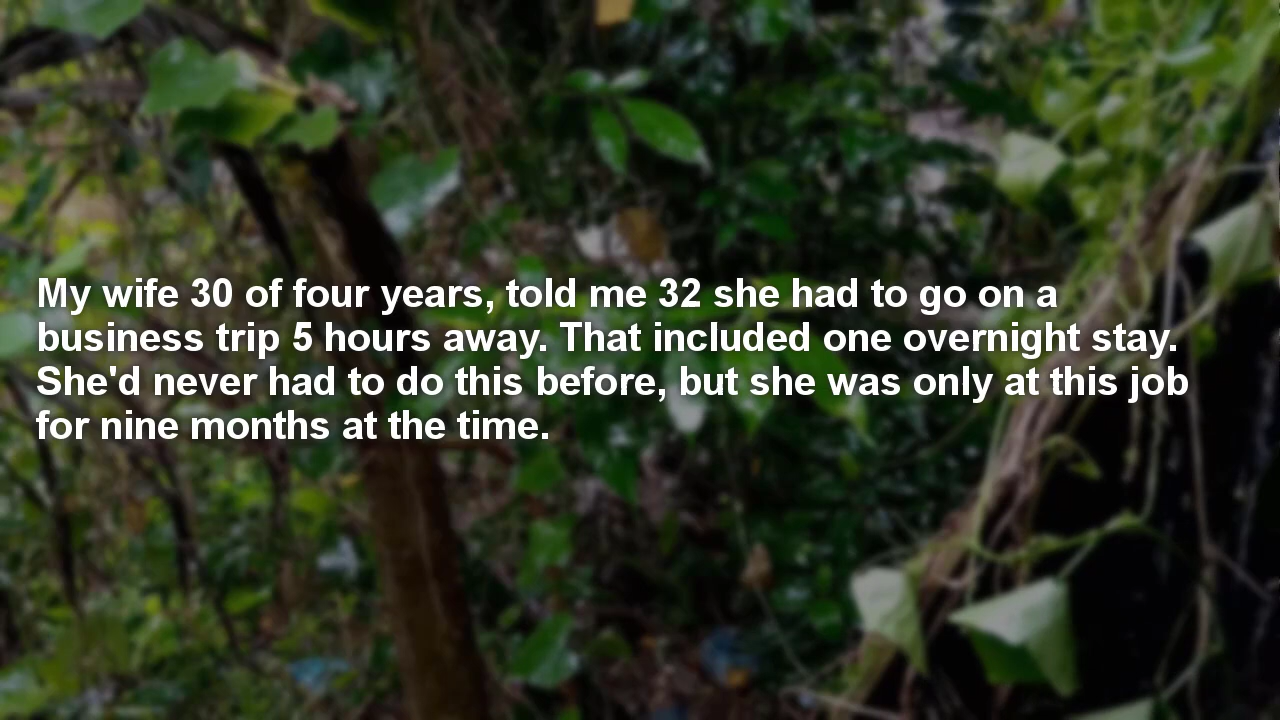 My wife 30 of four years, told me 32 she had to go on a
business trip 5 hours away. That included one overnight stay.
She'd never had to do this before, but she was only at this job
for nine months at the time.